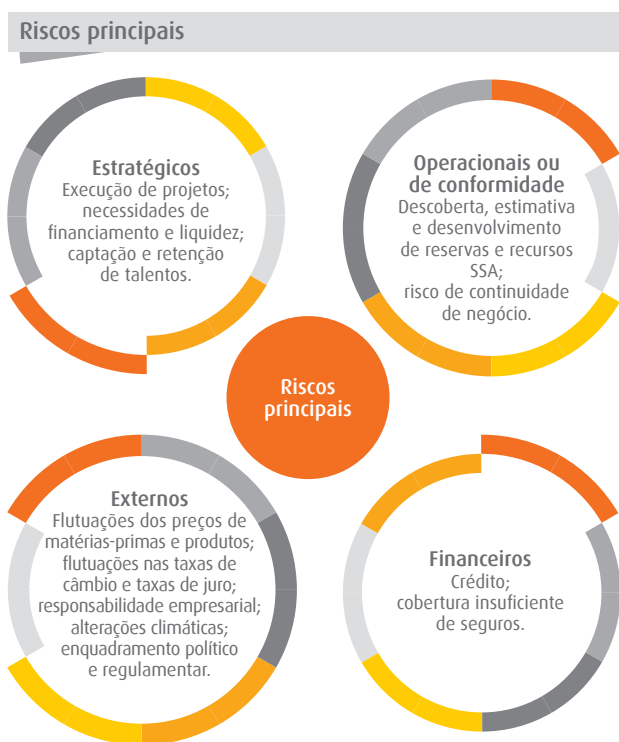 Riscos principais
Estratégicos
Execução de projetos;
necessidades de
financiamento e liquidez;
captação e retenção
de talentos.
Operacionais ou
de conformidade
Descoberta, estimativa
e desenvolvimento
de reservas e recursos
SSA;
risco de continuidade
de negócio.
Riscos
principais
Externos
Flutuações dos preços de
matérias-primas e produtos;
flutuações nas taxas de
câmbio e taxas de juro;
responsabilidade empresarial;
alterações climáticas;
enquadramento político
e regulamentar.
Financeiros
Crédito;
cobertura insuficiente
de seguros.